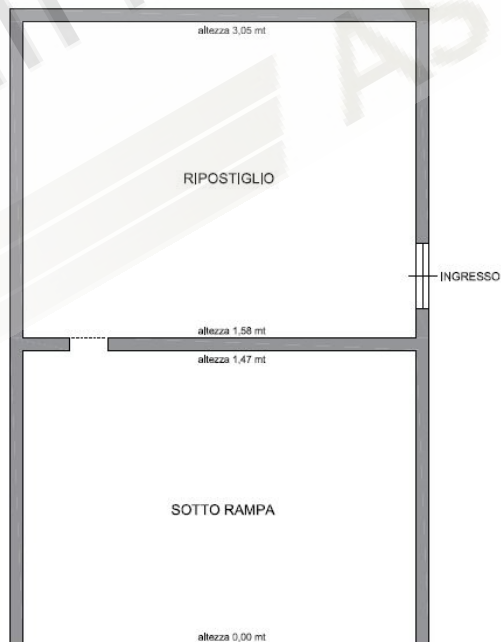 altezza 3,05 mt
RIPOSTIGLIO
INGRESSO
altezza 1,58 mt
altezza 1,47 mt
SOTTO RAMPA
altezza 0,00 mt